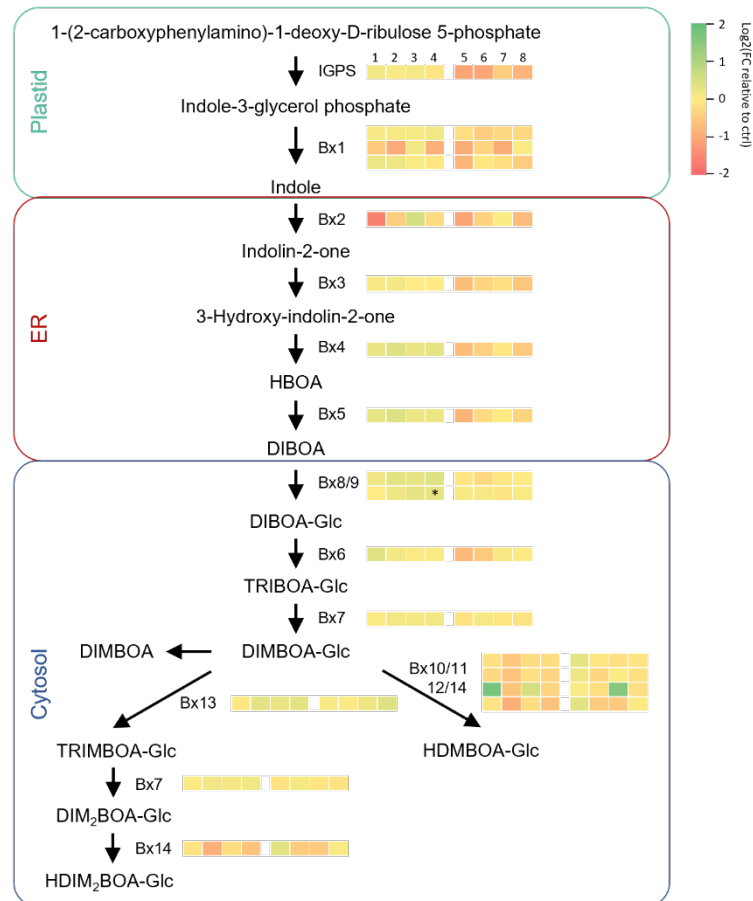 1-(2-carboxyphenylamino)-1-deoxy-D-ribulose 5-phosphate
1 2 3 4 5 6 7 8
IGPS
Indole-3-glycerol phosphate
Bx1
Indole
Plastid
Bx2
Indolin-2-one
Bx3
3-Hydroxy-indolin-2-one
Bx4
HBOA
Bx5
DIBOA
ER
Bx8/9
*
DIBOA-Glc
Bx6
TRIBOA-Glc
Bx7
DIMBOA
DIMBOA-Glc
Bx10/11
12/14
Bx13
TRIMBOA-Glc
HDMBOA-Glc
Bx7
DIM₂BOA-Glc
Bx14
HDIM₂BOA-Glc
Cytosol
2
1
0
-1
-2
Log2(FC relative to ctrl)